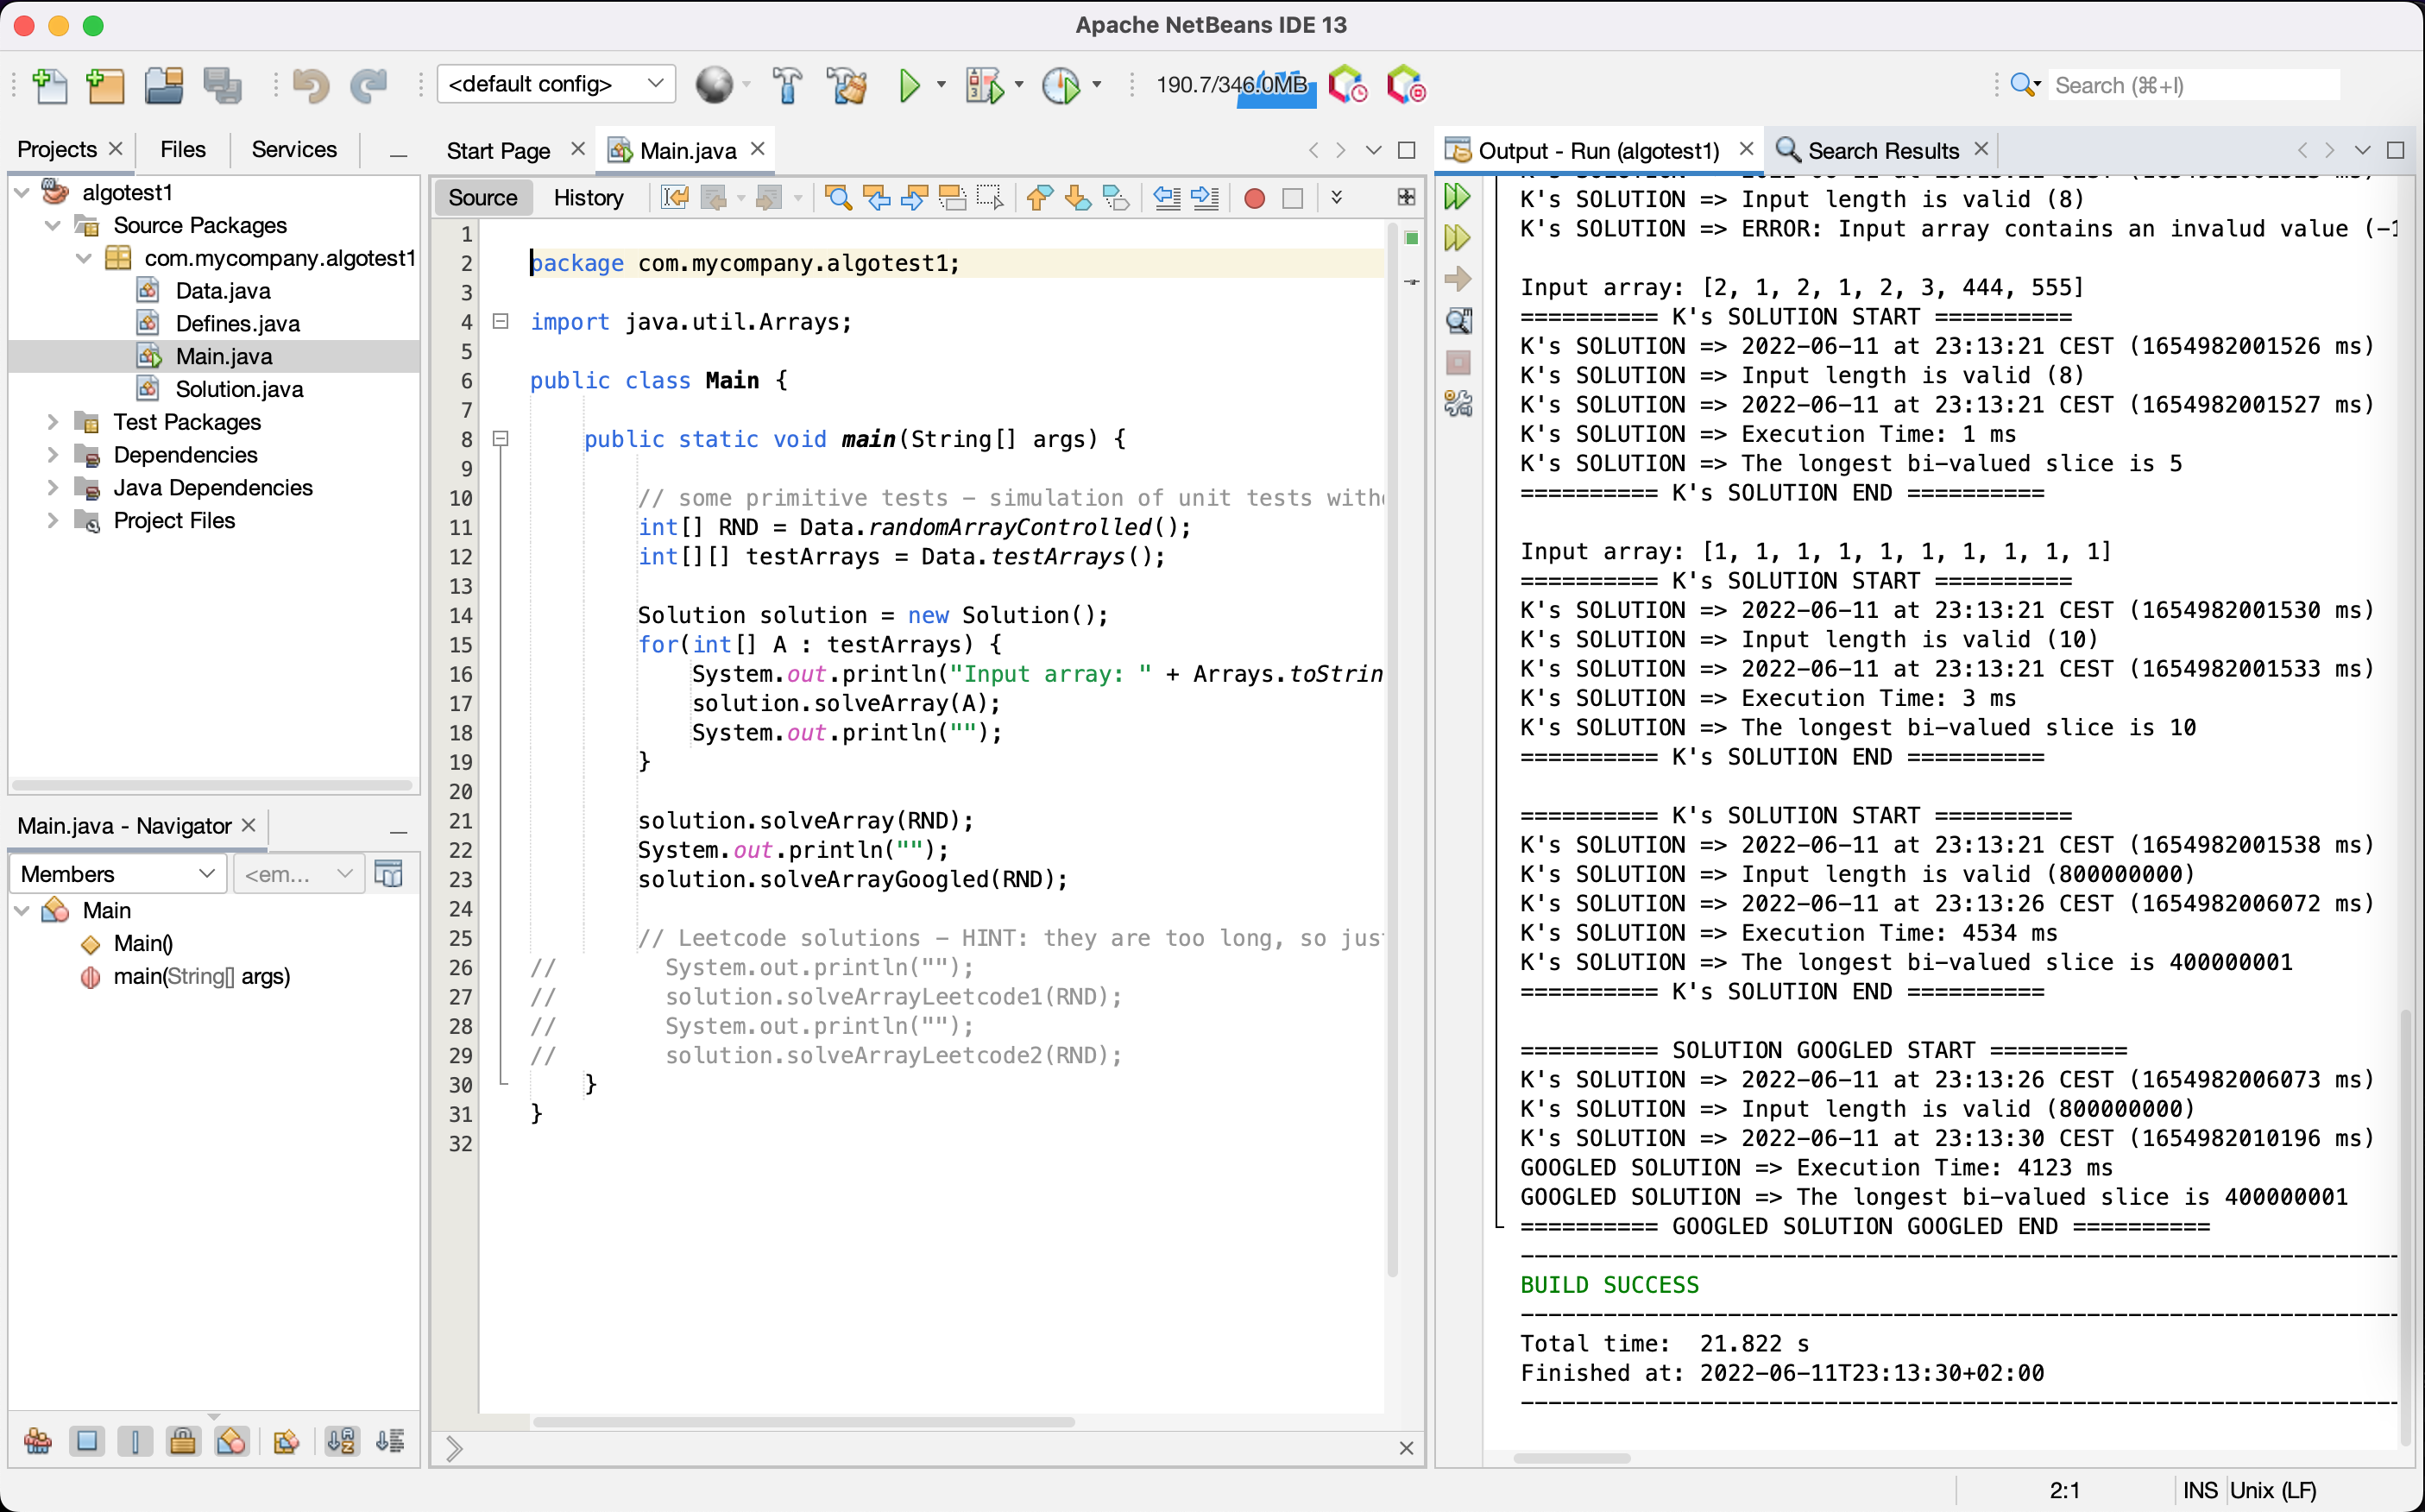 Apache NetBeans IDE 13
<default config>
190.7/346.0MB
Search (⌘+I)
Projects
Files
Services
algotest1
Source Packages
com.mycompany.algotest1
Data.java
Defines.java
Main.java
Solution.java
Test Packages
Dependencies
Java Dependencies
Project Files
Main.java - Navigator
Members
<em...
Main
Main()
main(String[] args)
Start Page
Main.java
Source
History
1
2 package com.mycompany.algotest1;
3
4 import java.util.Arrays;
5
6 public class Main {
7
8 public static void main(String[] args) {
9
10 // some primitive tests – simulation of unit tests with
11 int[] RND = Data.randomArrayControlled();
12 int[][] testArrays = Data.testArrays();
13
14 Solution solution = new Solution();
15 for(int[] A : testArrays) {
16 System.out.println("Input array: " + Arrays.toStrin
17 solution.solveArray(A);
18 System.out.println("");
19 }
20
21 solution.solveArray(RND);
22 System.out.println("");
23 solution.solveArrayGoogled(RND);
24
25 // Leetcode solutions – HINT: they are too long, so jus
26 // System.out.println("");
27 // solution.solveArrayLeetcode1(RND);
28 // System.out.println("");
29 // solution.solveArrayLeetcode2(RND);
30 }
31 }
32
Output - Run (algotest1)
Search Results
K's SOLUTION => Input length is valid (8)
K's SOLUTION => ERROR: Input array contains an invalud value (-1
Input array: [2, 1, 2, 1, 2, 3, 444, 555]
========== K's SOLUTION START ==========
K's SOLUTION => 2022-06-11 at 23:13:21 CEST (1654982001526 ms)
K's SOLUTION => Input length is valid (8)
K's SOLUTION => 2022-06-11 at 23:13:21 CEST (1654982001527 ms)
K's SOLUTION => Execution Time: 1 ms
K's SOLUTION => The longest bi-valued slice is 5
========== K's SOLUTION END ==========
Input array: [1, 1, 1, 1, 1, 1, 1, 1, 1, 1]
========== K's SOLUTION START ==========
K's SOLUTION => 2022-06-11 at 23:13:21 CEST (1654982001530 ms)
K's SOLUTION => Input length is valid (10)
K's SOLUTION => 2022-06-11 at 23:13:21 CEST (1654982001533 ms)
K's SOLUTION => Execution Time: 3 ms
K's SOLUTION => The longest bi-valued slice is 10
========== K's SOLUTION END ==========
========== K's SOLUTION START ==========
K's SOLUTION => 2022-06-11 at 23:13:21 CEST (1654982001538 ms)
K's SOLUTION => Input length is valid (800000000)
K's SOLUTION => 2022-06-11 at 23:13:26 CEST (1654982006072 ms)
K's SOLUTION => Execution Time: 4534 ms
K's SOLUTION => The longest bi-valued slice is 400000001
========== K's SOLUTION END ==========
========== SOLUTION GOOGLED START ==========
K's SOLUTION => 2022-06-11 at 23:13:26 CEST (1654982006073 ms)
K's SOLUTION => Input length is valid (800000000)
K's SOLUTION => 2022-06-11 at 23:13:30 CEST (1654982010196 ms)
GOOGLED SOLUTION => Execution Time: 4123 ms
GOOGLED SOLUTION => The longest bi-valued slice is 400000001
========== GOOGLED SOLUTION GOOGLED END ==========
----------------------------------------------------------------
BUILD SUCCESS
----------------------------------------------------------------
Total time: 21.822 s
Finished at: 2022-06-11T23:13:30+02:00
----------------------------------------------------------------
2:1
INS
Unix (LF)